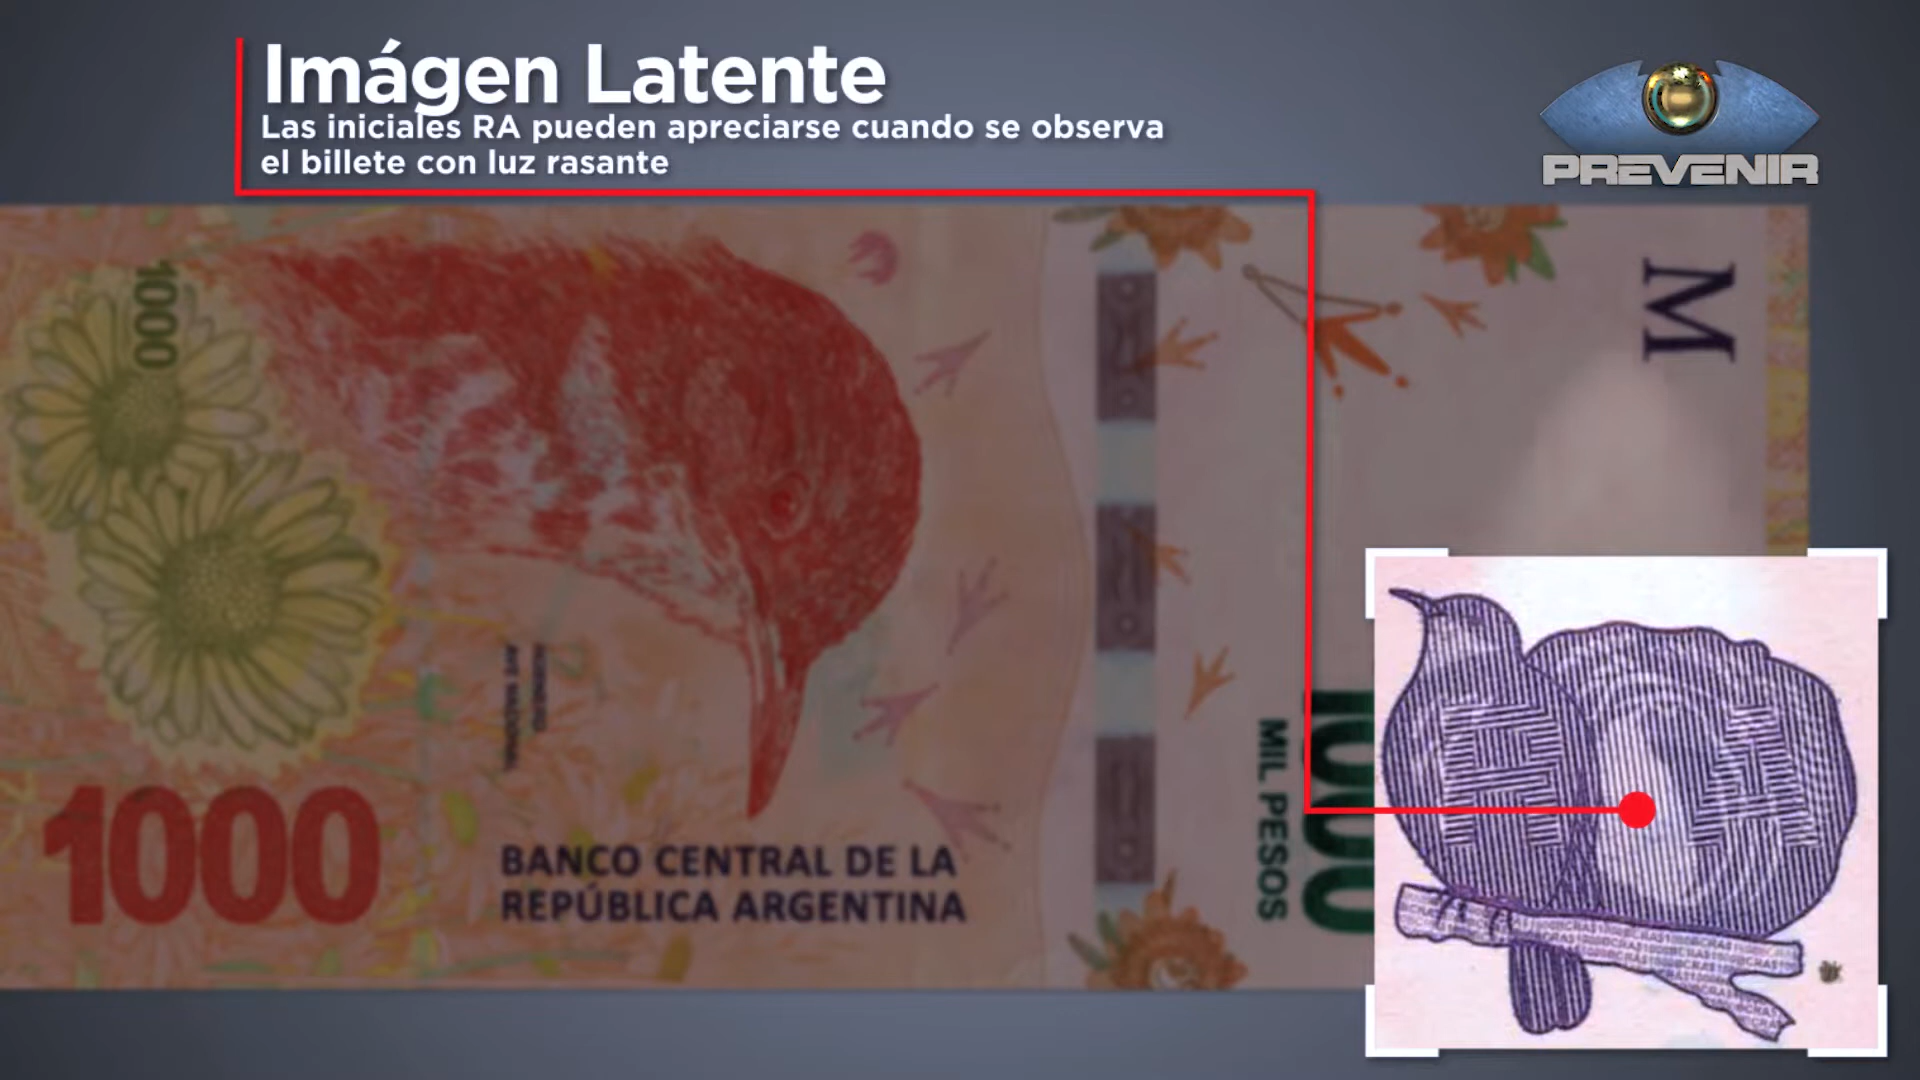 Imágen Latente
Las iniciales RA pueden apreciarse cuando se observa
el billete con luz rasante
PREVENIR
1000
M
1000
MIL PESOS
1000
BANCO CENTRAL DE LA
REPÚBLICA ARGENTINA